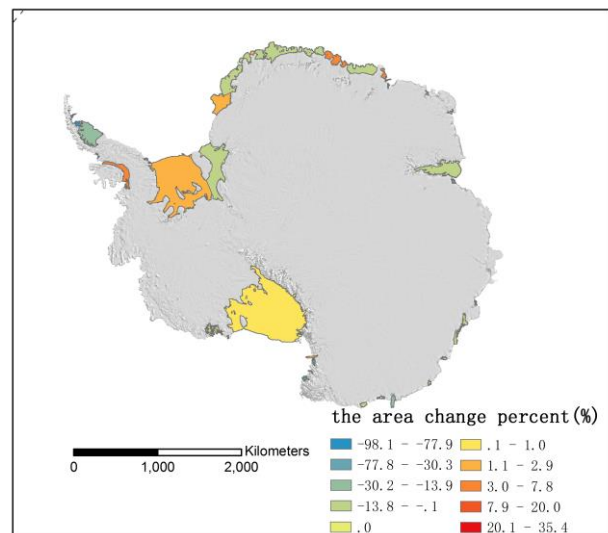 the area change percent(%)
-98.1 - -77.9
-77.8 - -30.3
-30.2 - -13.9
-13.8 - -.1
.0
.1 - 1.0
1.1 - 2.9
3.0 - 7.8
7.9 - 20.0
20.1 - 35.4
Kilometers
0 1,000 2,000